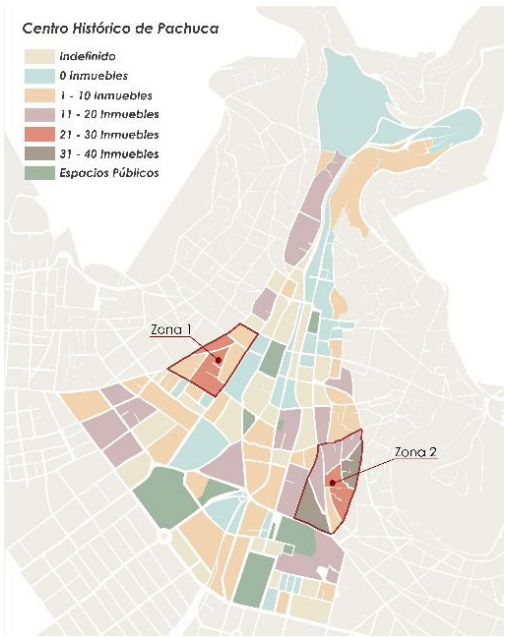 Centro Histórico de Pachuca
Indefinido
0 Inmuebles
1 - 10 Inmuebles
11 - 20 Inmuebles
21 - 30 Inmuebles
31 - 40 Inmuebles
Espacios Públicos
Zona 1
Zona 2